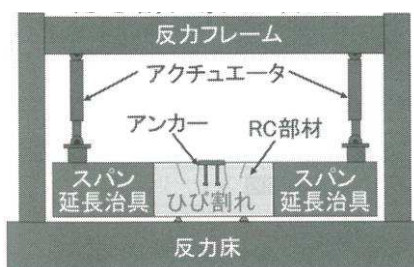 反力フレーム
アクチュエータ
アンカー
RC部材
スパン
延長治具
ひび割れ
スパン
延長治具
反力床